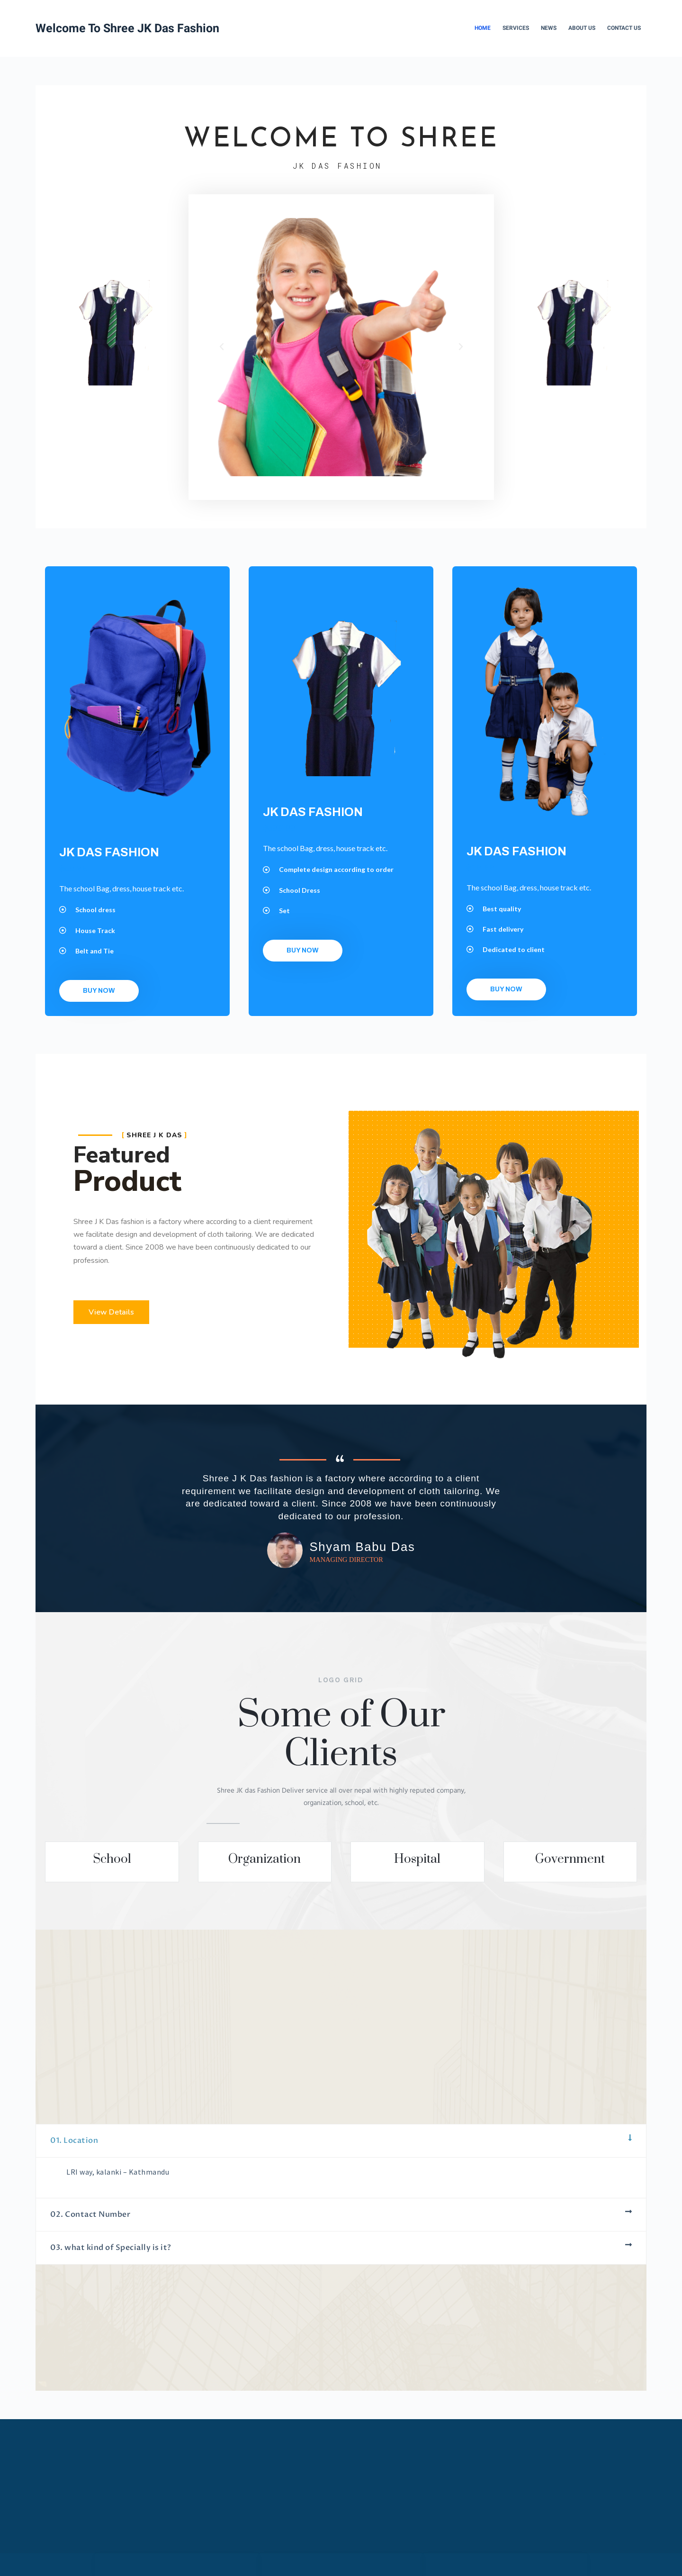 Welcome To Shree JK Das Fashion
HOME SERVICES NEWS ABOUT US CONTACT US
WELCOME TO SHREE
JK DAS FASHION
JK DAS FASHION
The school Bag, dress, house track etc.
School dress
House Track
Belt and Tie
BUY NOW
JK DAS FASHION
The school Bag, dress, house track etc.
Complete design according to order
School Dress
Set
BUY NOW
JK DAS FASHION
The school Bag, dress, house track etc.
Best quality
Fast delivery
Dedicated to client
BUY NOW
[ SHREE J K DAS ]
Featured
Product
Shree J K Das fashion is a factory where according to a client requirement
we facilitate design and development of cloth tailoring. We are dedicated
toward a client. Since 2008 we have been continuously dedicated to our
profession.
View Details
“
Shree J K Das fashion is a factory where according to a client
requirement we facilitate design and development of cloth tailoring. We
are dedicated toward a client. Since 2008 we have been continuously
dedicated to our profession.
Shyam Babu Das
MANAGING DIRECTOR
LOGO GRID
Some of Our
Clients
Shree JK das Fashion Deliver service all over nepal with highly reputed company,
organization, school, etc.
School
Organization
Hospital
Government
01. Location
LRI way, kalanki – Kathmandu
02. Contact Number
03. what kind of Specially is it?